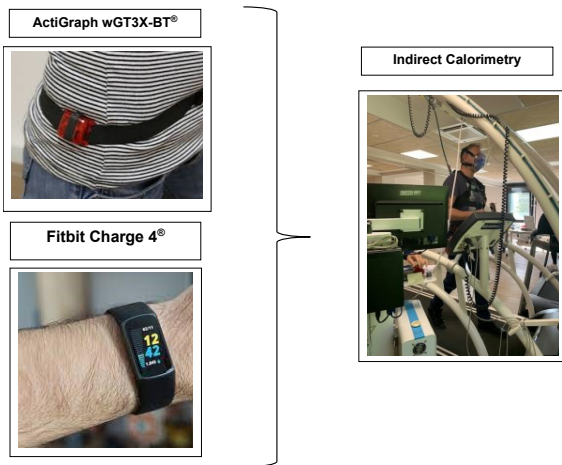 ActiGraph wGT3X-BT®
Indirect Calorimetry
Fitbit Charge 4®
12
42